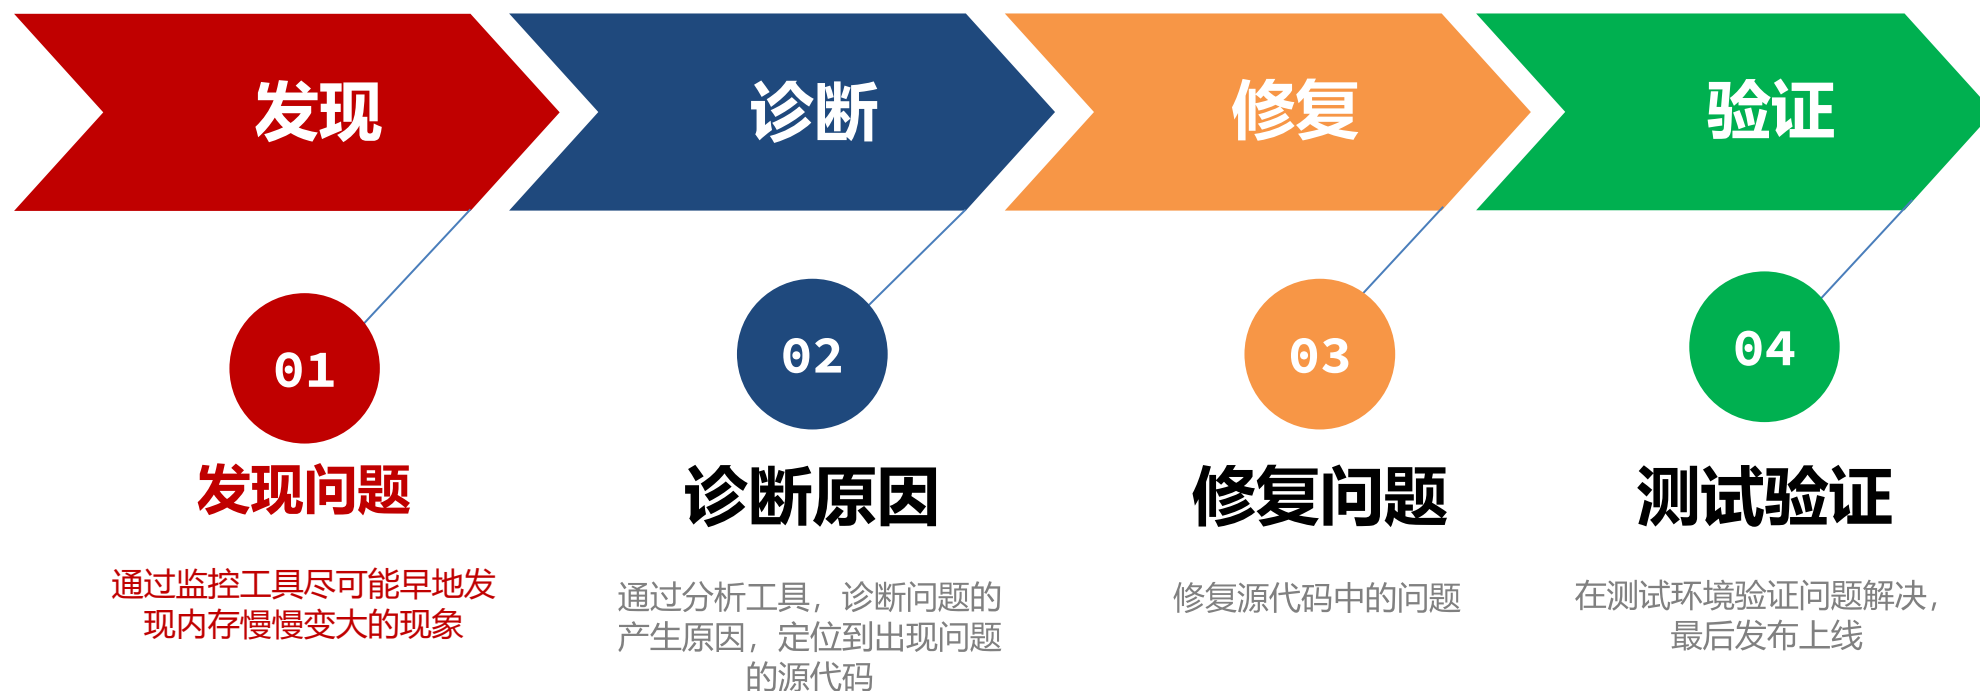 发现
诊断
修复
验证
01
02
03
04
发现问题
诊断原因
修复问题
测试验证
通过监控工具尽可能早地发
现内存慢慢变大的现象
通过分析工具，诊断问题的
产生原因，定位到出现问题
的源代码
修复源代码中的问题
在测试环境验证问题解决，
最后发布上线